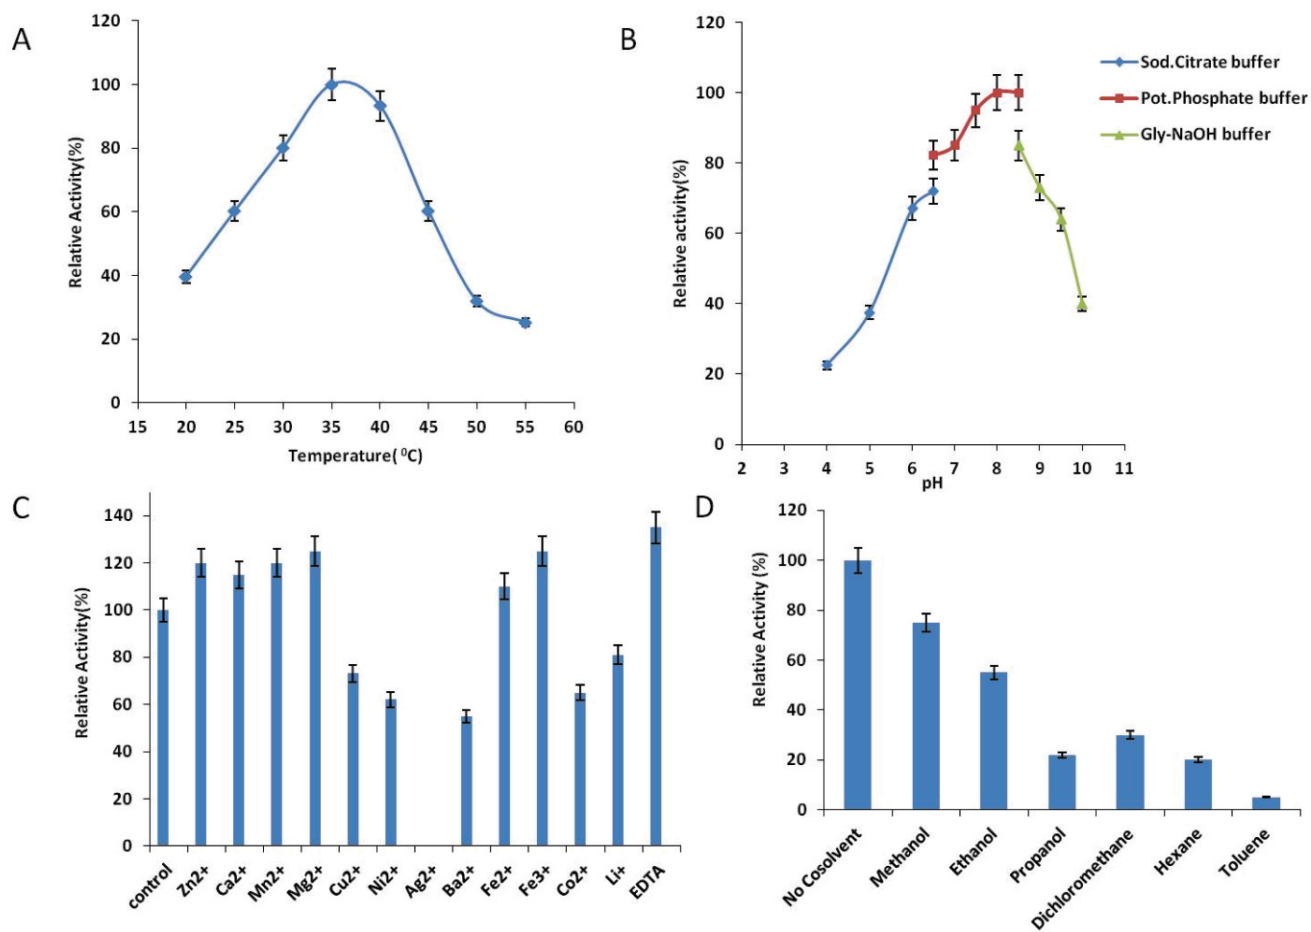 A
120
100
80
60
40
20
0
Relative Activity(%)
15 20 25 30 35 40 45 50 55 60
Temperature( ⁰C)
B
120
100
80
60
40
20
0
Relative activity(%)
2 3 4 5 6 7 8 9 10 11
pH
Sod.Citrate buffer
Pot.Phosphate buffer
Gly-NaOH buffer
C
140
120
100
80
60
40
20
0
Relative Activity(%)
control
Zn2+
Ca2+
Mn2+
Mg2+
Cu2+
Ni2+
Ag2+
Ba2+
Fe2+
Fe3+
Co2+
Li+
EDTA
D
120
100
80
60
40
20
0
Relative Activity (%)
No Cosolvent
Methanol
Ethanol
Propanol
Dichloromethane
Hexane
Toluene